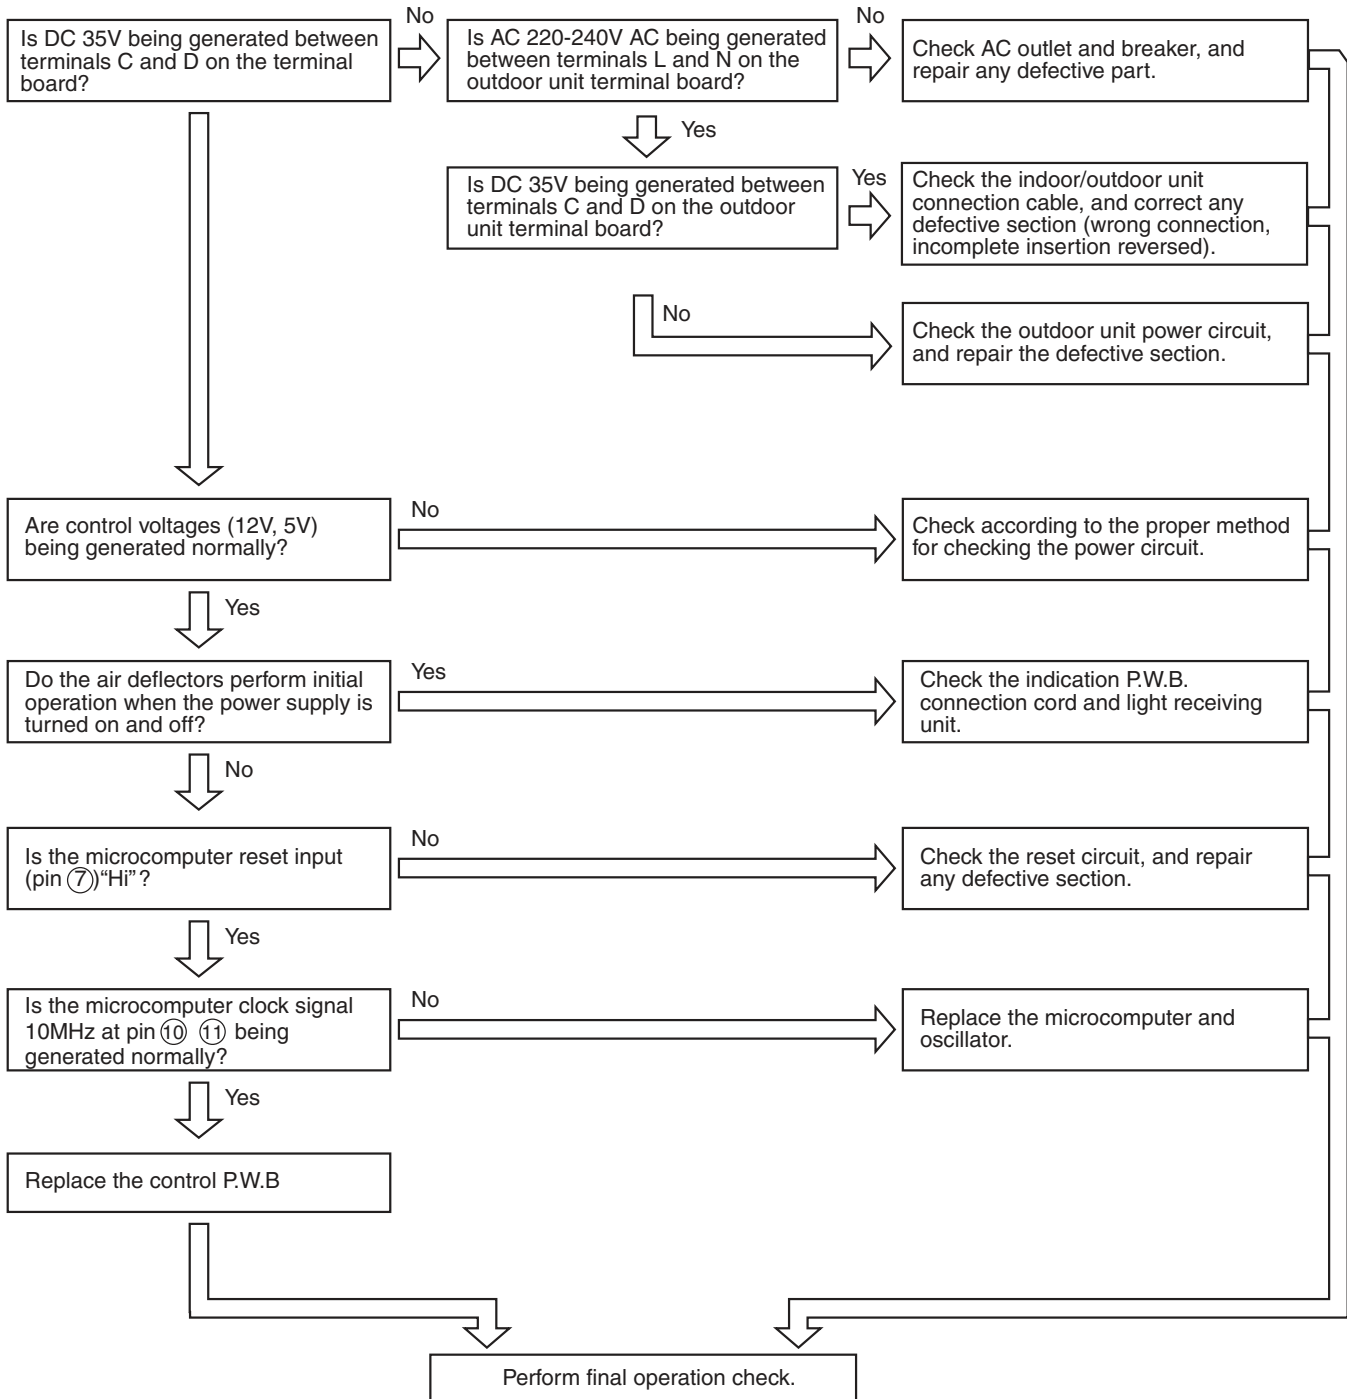 Is DC 35V being generated between
terminals C and D on the terminal
board?
No
Is AC 220-240V AC being generated
between terminals L and N on the
outdoor unit terminal board?
No
Check AC outlet and breaker, and
repair any defective part.
Yes
Is DC 35V being generated between
terminals C and D on the outdoor
unit terminal board?
Yes
Check the indoor/outdoor unit
connection cable, and correct any
defective section (wrong connection,
incomplete insertion reversed).
No
Check the outdoor unit power circuit,
and repair the defective section.
Are control voltages (12V, 5V)
being generated normally?
No
Check according to the proper method
for checking the power circuit.
Yes
Do the air deflectors perform initial
operation when the power supply is
turned on and off?
Yes
Check the indication P.W.B.
connection cord and light receiving
unit.
No
Is the microcomputer reset input
(pin ⑦)“Hi”?
No
Check the reset circuit, and repair
any defective section.
Yes
Is the microcomputer clock signal
10MHz at pin ⑩ ⑪ being
generated normally?
No
Replace the microcomputer and
oscillator.
Yes
Replace the control P.W.B
Perform final operation check.